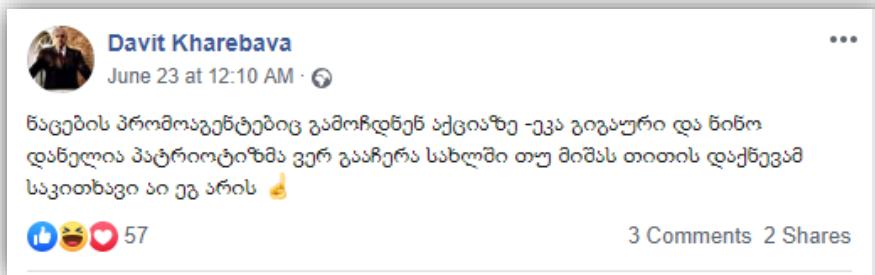 Davit Kharebava
June 23 at 12:10 AM ·
ნაცების პრომოაგენტებიც გამოჩდნენ აქციაზე -ეკა გიგაური და ნინო
დანელია პატრიოტიზმა ვერ გააჩერა სახლში თუ მიშას თითის დაქნევამ
საკითხავი აი ეგ არის ☝
57
3 Comments 2 Shares